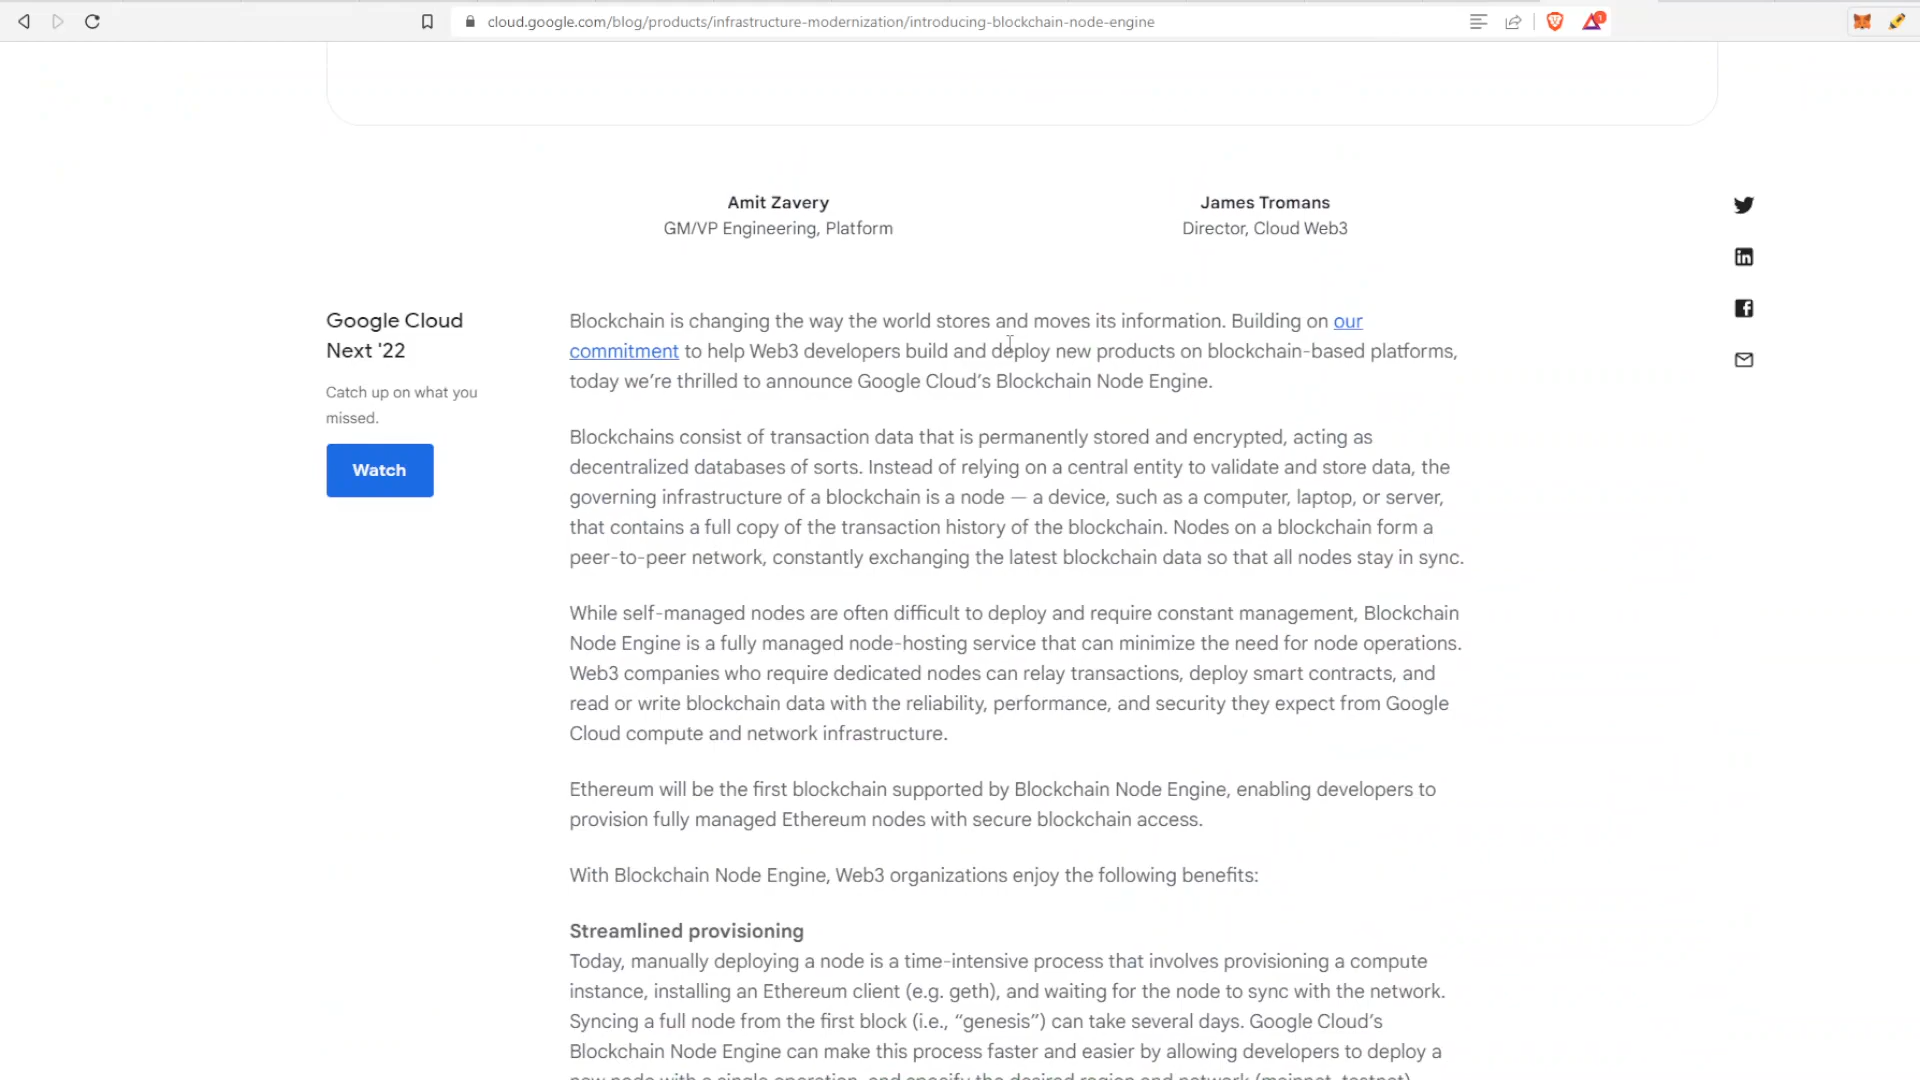 cloud.google.com/blog/products/infrastructure-modernization/introducing-blockchain-node-engine
1
Amit Zavery
GM/VP Engineering, Platform
James Tromans
Director, Cloud Web3
Google Cloud
Next '22
Catch up on what you
missed.
Watch
Blockchain is changing the way the world stores and moves its information. Building on our
commitment to help Web3 developers build and deploy new products on blockchain-based platforms,
today we’re thrilled to announce Google Cloud’s Blockchain Node Engine.
Blockchains consist of transaction data that is permanently stored and encrypted, acting as
decentralized databases of sorts. Instead of relying on a central entity to validate and store data, the
governing infrastructure of a blockchain is a node — a device, such as a computer, laptop, or server,
that contains a full copy of the transaction history of the blockchain. Nodes on a blockchain form a
peer-to-peer network, constantly exchanging the latest blockchain data so that all nodes stay in sync.
While self-managed nodes are often difficult to deploy and require constant management, Blockchain
Node Engine is a fully managed node-hosting service that can minimize the need for node operations.
Web3 companies who require dedicated nodes can relay transactions, deploy smart contracts, and
read or write blockchain data with the reliability, performance, and security they expect from Google
Cloud compute and network infrastructure.
Ethereum will be the first blockchain supported by Blockchain Node Engine, enabling developers to
provision fully managed Ethereum nodes with secure blockchain access.
With Blockchain Node Engine, Web3 organizations enjoy the following benefits:
Streamlined provisioning
Today, manually deploying a node is a time-intensive process that involves provisioning a compute
instance, installing an Ethereum client (e.g. geth), and waiting for the node to sync with the network.
Syncing a full node from the first block (i.e., “genesis”) can take several days. Google Cloud’s
Blockchain Node Engine can make this process faster and easier by allowing developers to deploy a
new node with a single operation and specify the desired region and network (mainnet, testnet)